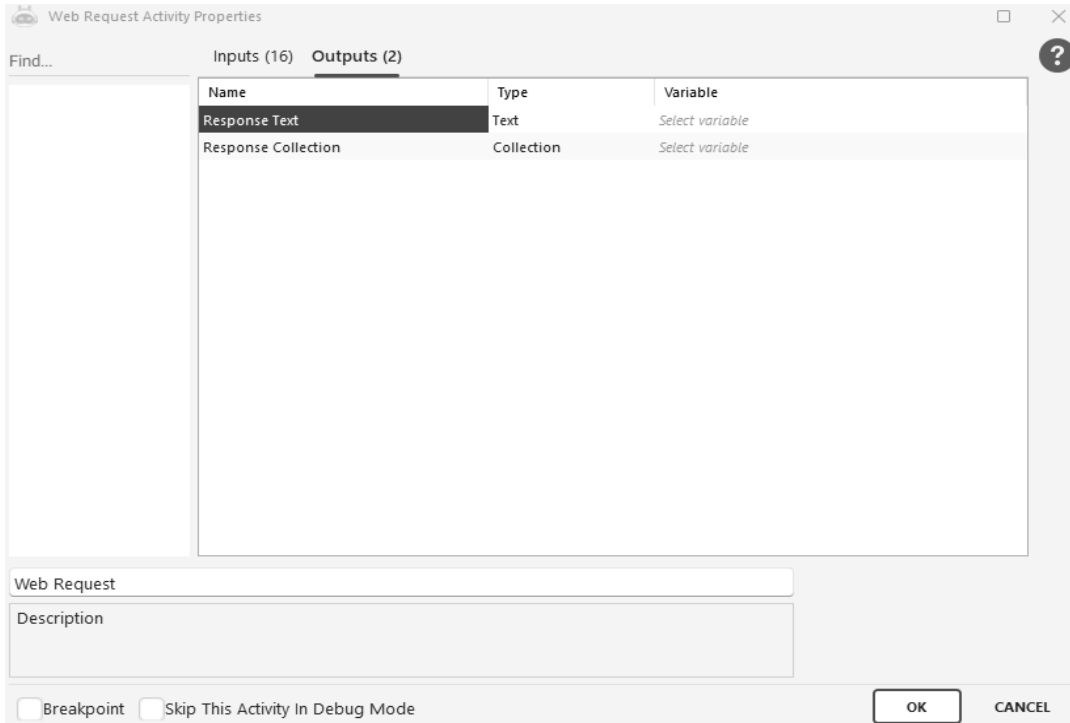 Web Request Activity Properties
Find...
Inputs (16) Outputs (2)
?
Name Type Variable
Response Text Text Select variable
Response Collection Collection Select variable
Web Request
Description
Breakpoint Skip This Activity In Debug Mode
OK CANCEL